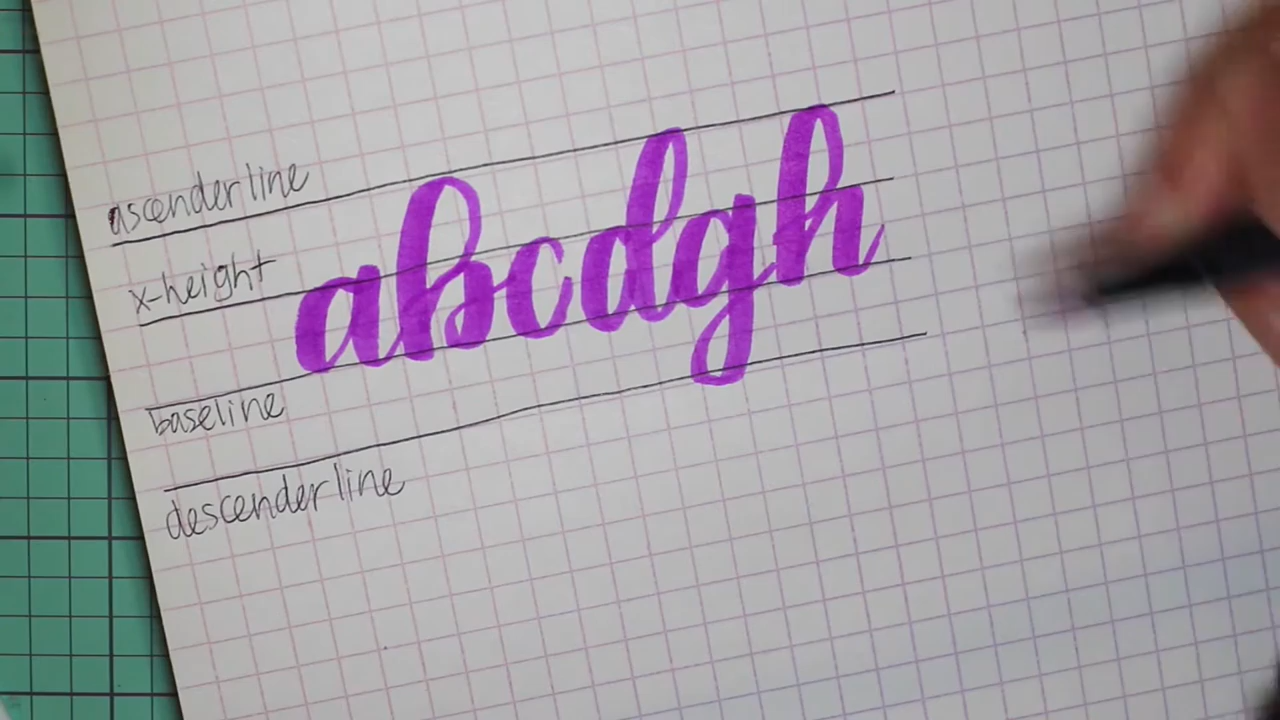 ascender line
x-height
abcdgh
baseline
descender line